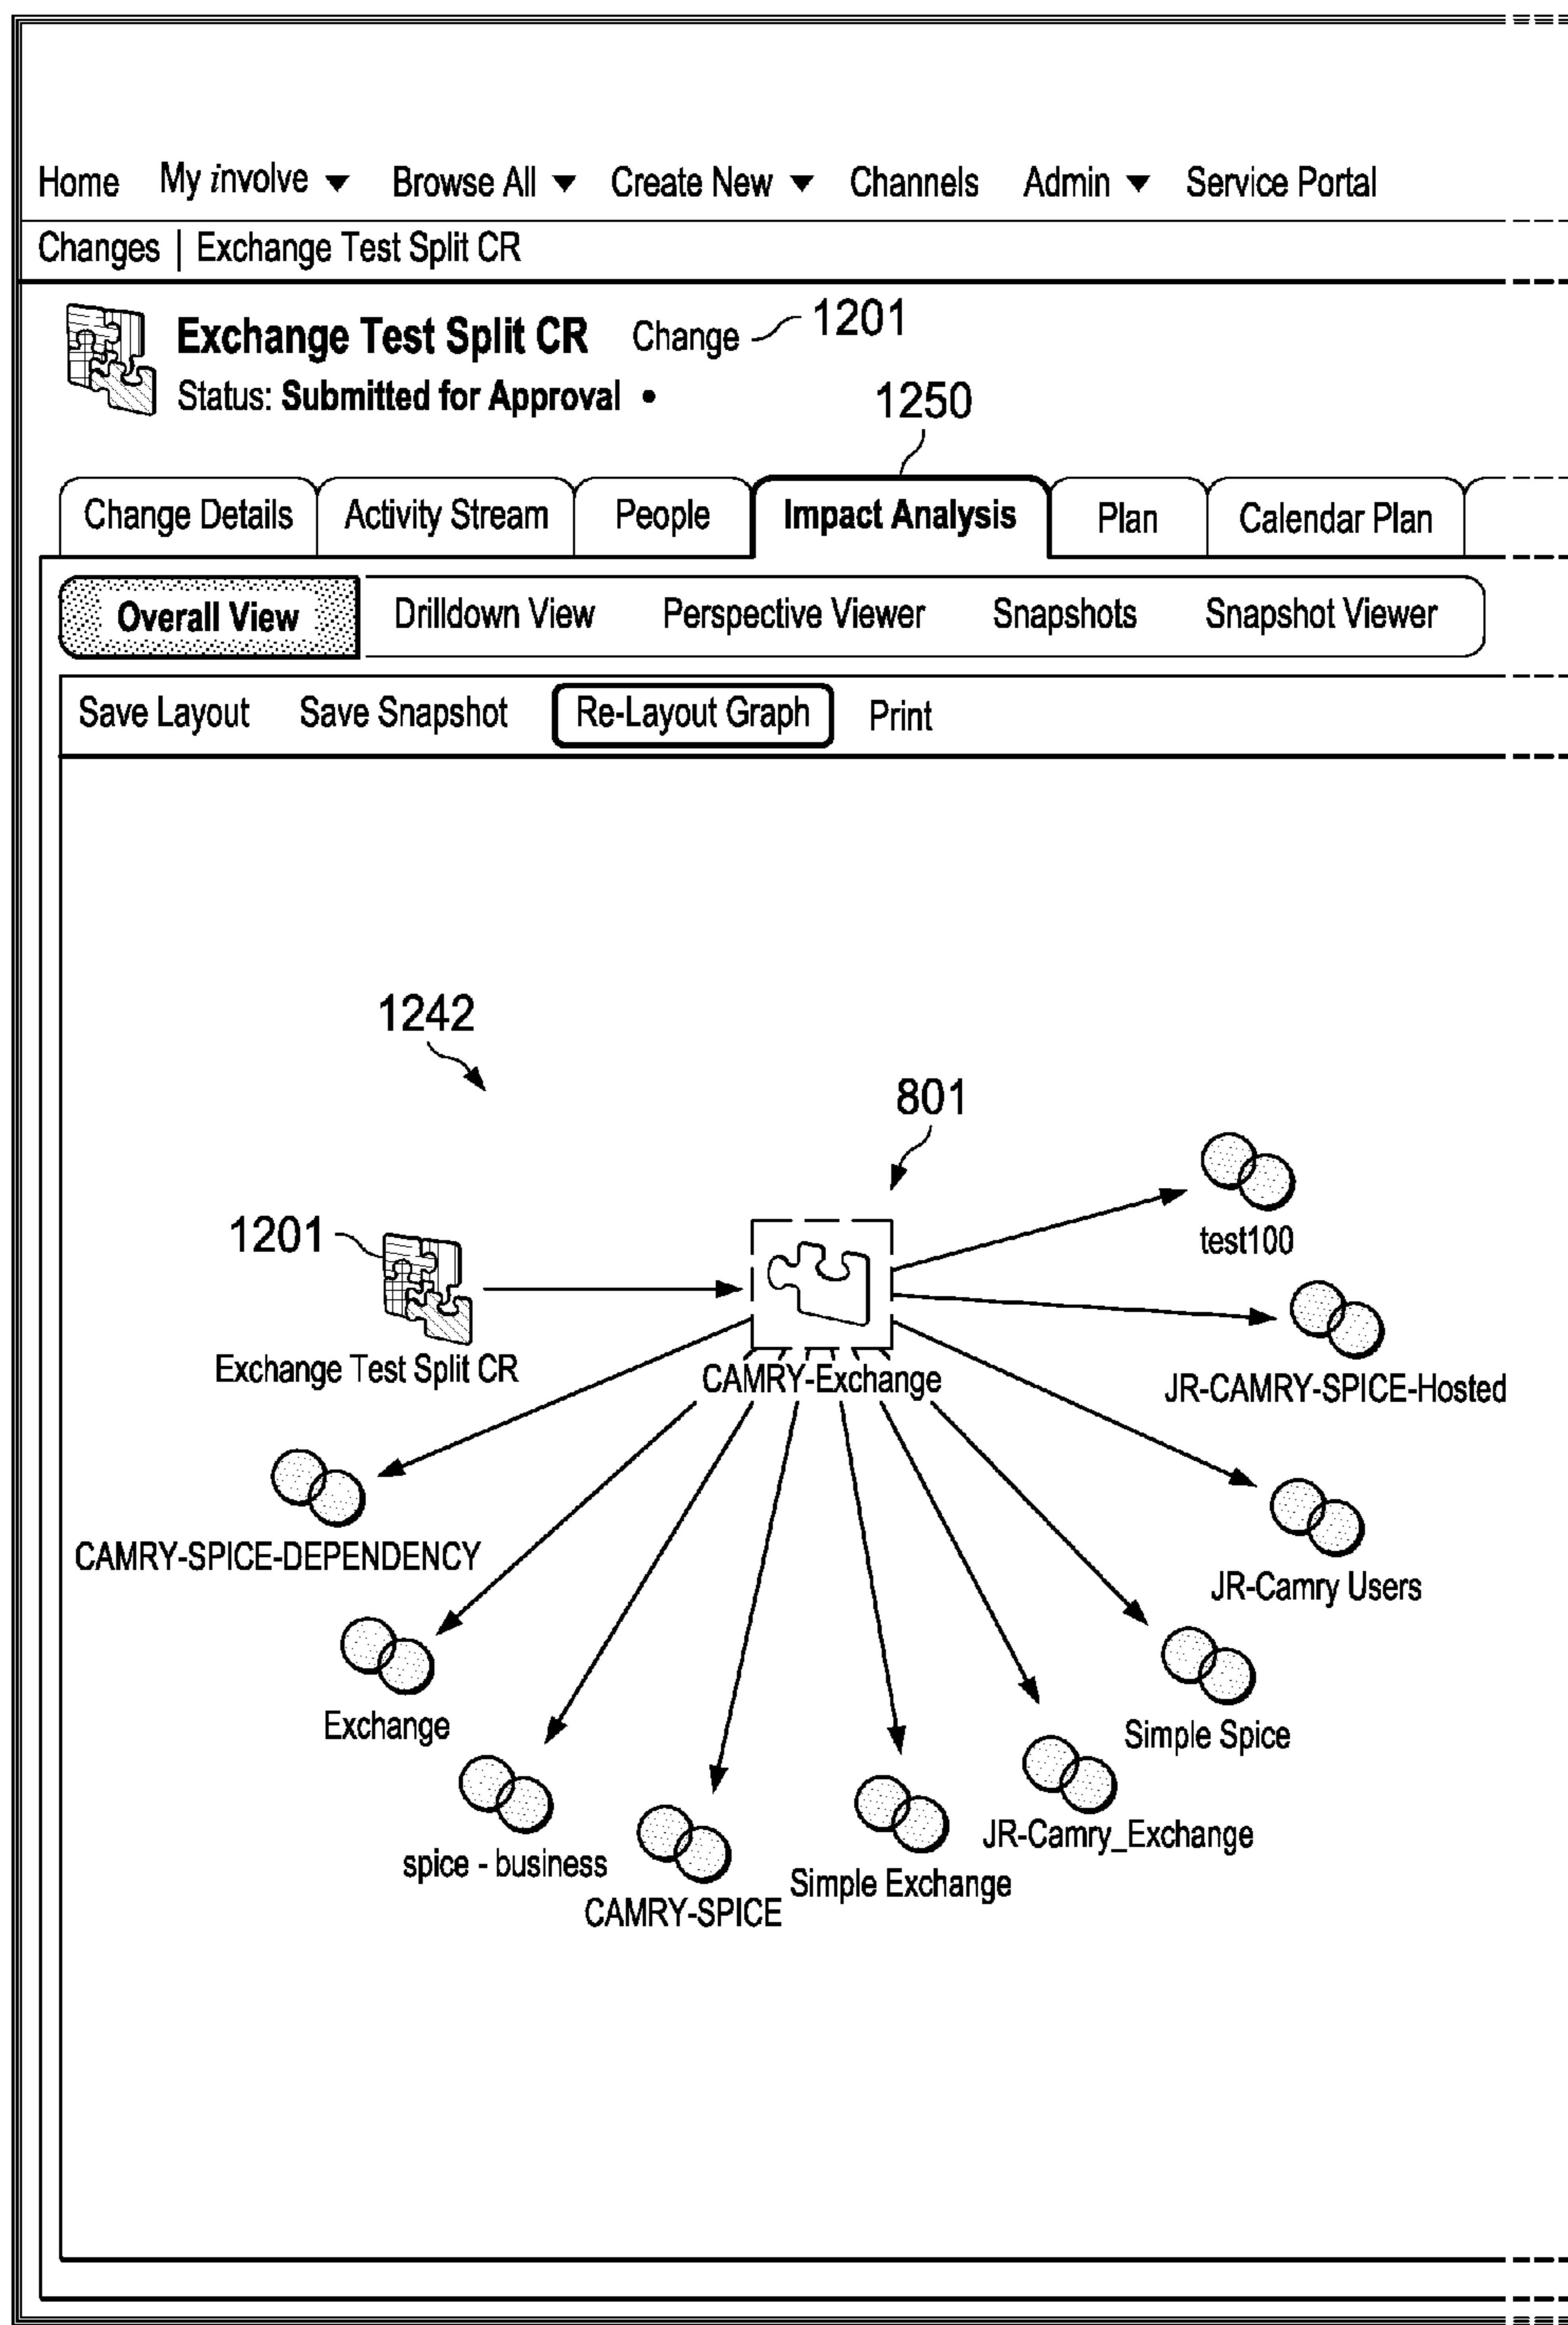 Home My involve ▼ Browse All ▼ Create New ▼ Channels Admin ▼ Service Portal
Changes | Exchange Test Split CR
Exchange Test Split CR Change 1201
Status: Submitted for Approval •
1250
Change Details Activity Stream People Impact Analysis Plan Calendar Plan
Overall View Drilldown View Perspective Viewer Snapshots Snapshot Viewer
Save Layout Save Snapshot Re-Layout Graph Print
1242
801
1201
test100
Exchange Test Split CR
CAMRY-Exchange
JR-CAMRY-SPICE-Hosted
CAMRY-SPICE-DEPENDENCY
JR-Camry Users
Exchange
Simple Spice
spice - business
JR-Camry_Exchange
CAMRY-SPICE
Simple Exchange